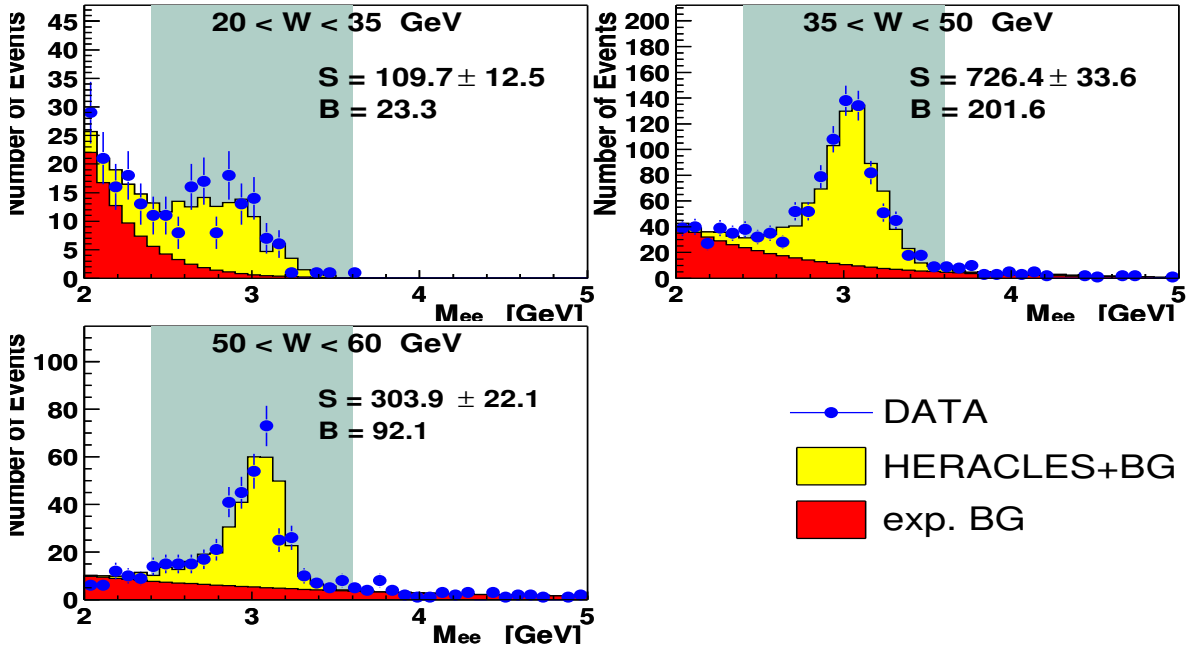 20 < W < 35 GeV
S = 109.7 ± 12.5
B = 23.3
Number of Events
45
40
35
30
25
20
15
10
5
0
2
3
4
5
Mee [GeV]
35 < W < 50 GeV
S = 726.4 ± 33.6
B = 201.6
Number of Events
200
180
160
140
120
100
80
60
40
20
0
2
3
4
5
Mee [GeV]
50 < W < 60 GeV
S = 303.9 ± 22.1
B = 92.1
Number of Events
100
80
60
40
20
0
2
3
4
5
Mee [GeV]
DATA
HERACLES+BG
exp. BG